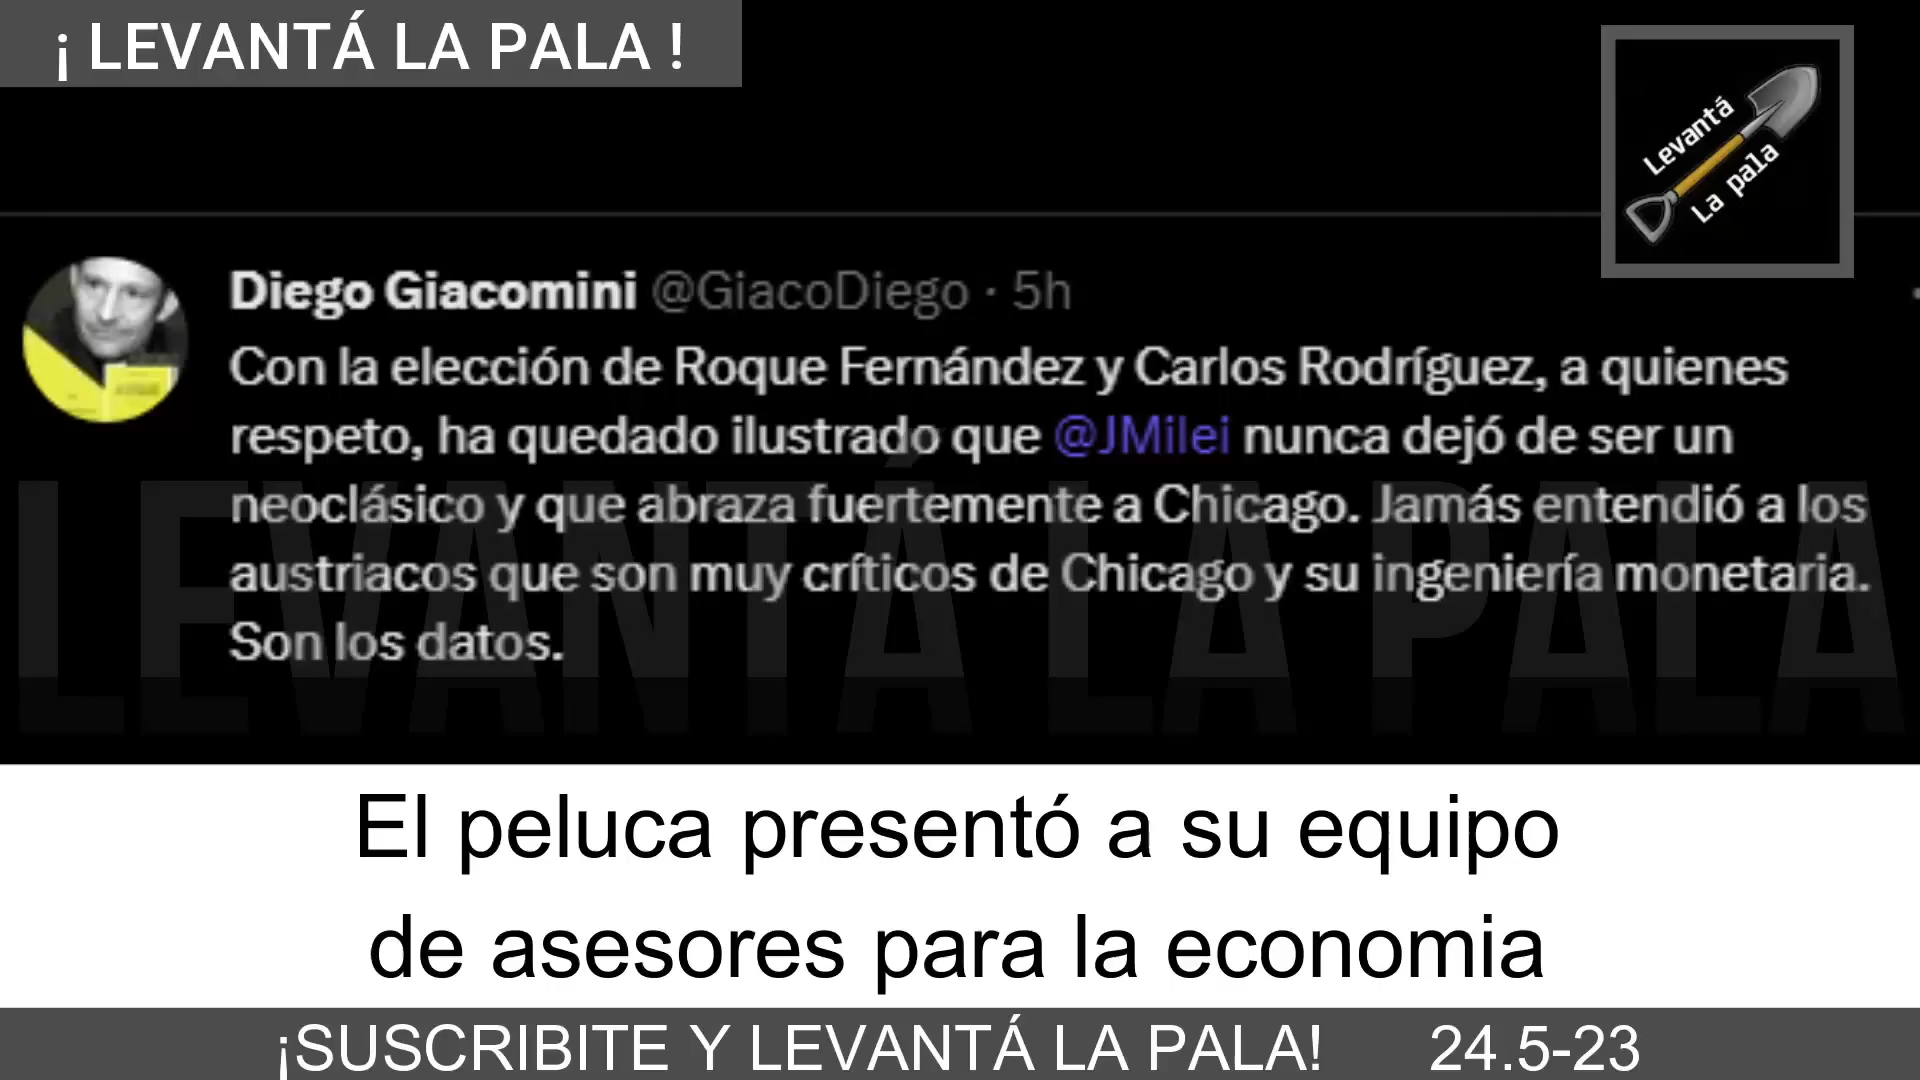 ¡ LEVANTÁ LA PALA !
Levantá
La pala
Diego Giacomini @GiacoDiego · 5h
Con la elección de Roque Fernández y Carlos Rodríguez, a quienes
respeto, ha quedado ilustrado que @JMilei nunca dejó de ser un
neoclásico y que abraza fuertemente a Chicago. Jamás entendió a los
austriacos que son muy críticos de Chicago y su ingeniería monetaria.
Son los datos.
LEVANTÁ LA PALA
El peluca presentó a su equipo
de asesores para la economia
¡SUSCRIBITE Y LEVANTÁ LA PALA! 24.5-23